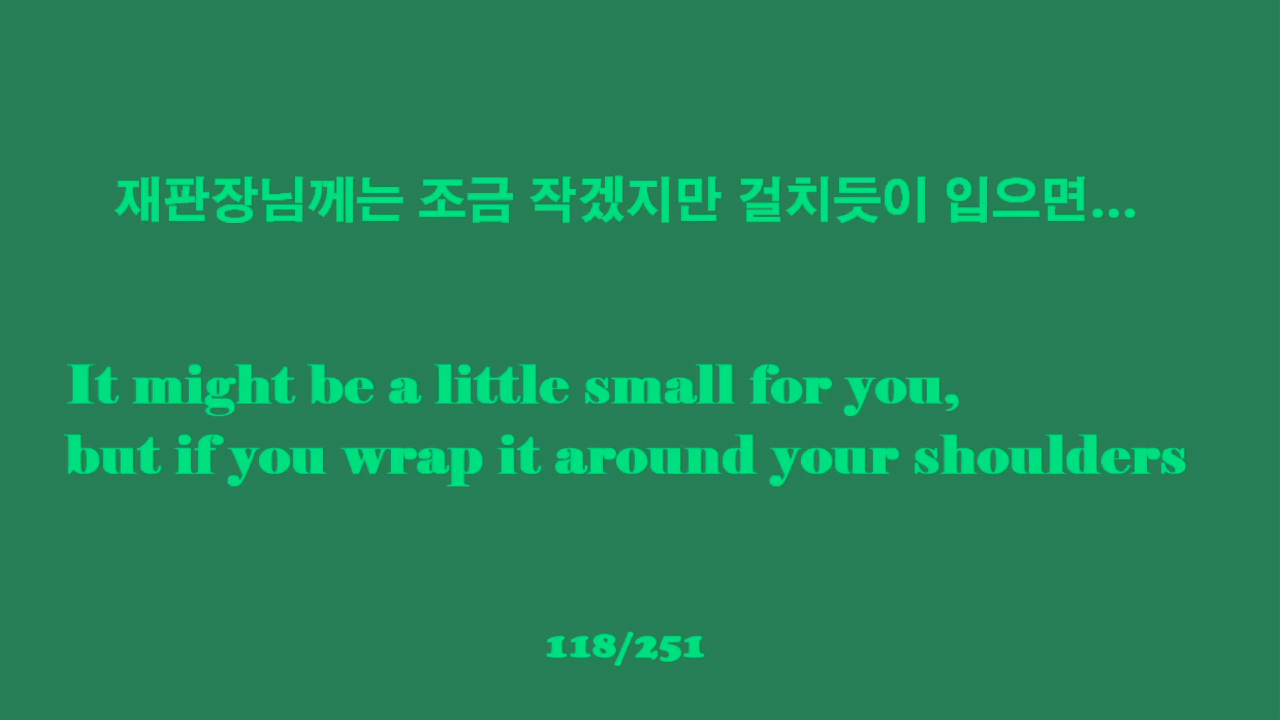 재판장님께는 조금 작겠지만 걸치듯이 입으면...
It might be a little small for you,
but if you wrap it around your shoulders
118/251